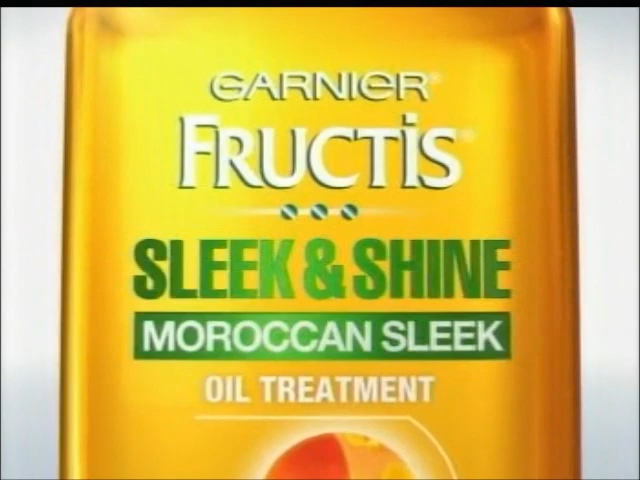 GARNIER®
FRUCTIS®
SLEEK & SHINE
MOROCCAN SLEEK
OIL TREATMENT